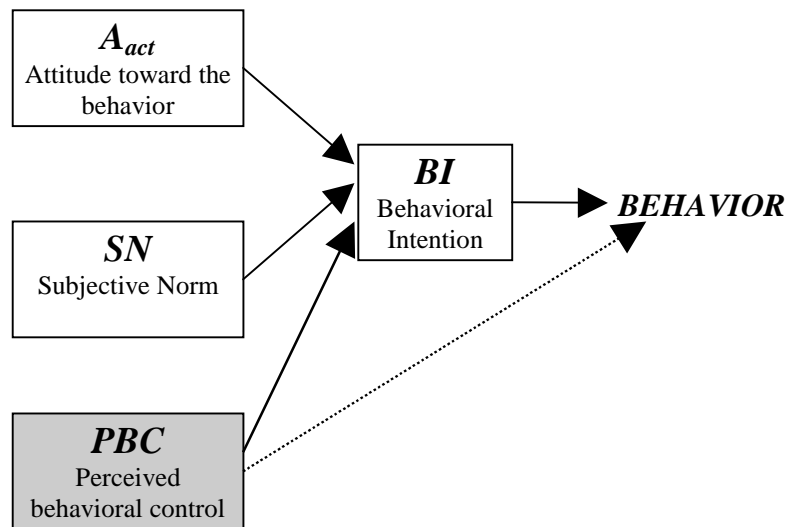 A_act
Attitude toward the
behavior
SN
Subjective Norm
PBC
Perceived
behavioral control
BI
Behavioral
Intention
BEHAVIOR